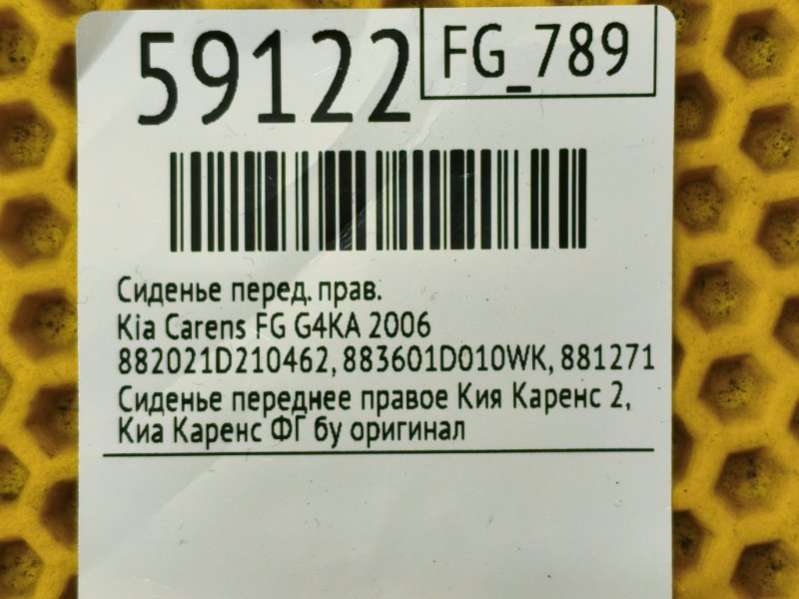 59122
FG_789
Сиденье перед. прав.
Kia Carens FG G4KA 2006
882021D210462, 883601D010WK, 881271
Сиденье переднее правое Кия Каренс 2,
Киа Каренс ФГ бу оригинал